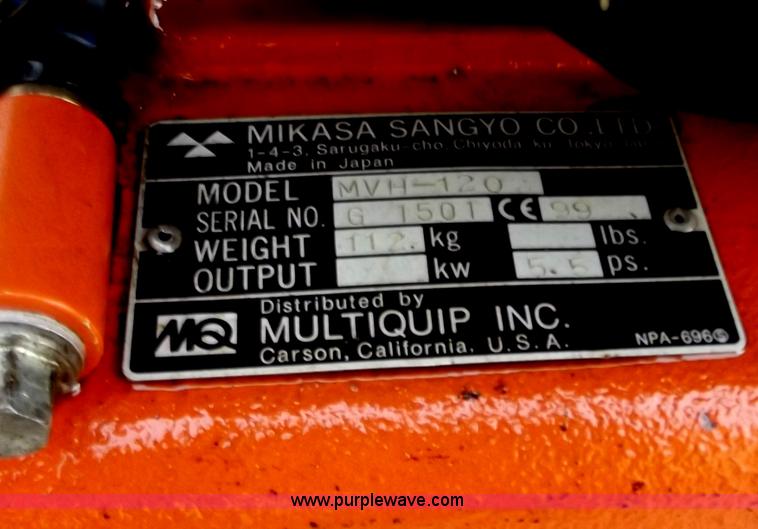 MIKASA SANGYO CO.,LTD.
1-4-3, Sarugaku-cho, Chiyoda-ku, Tokyo,
Made in Japan
MODEL MVH-120
SERIAL NO. G 1501 CE 99
WEIGHT 112. kg lbs.
OUTPUT kw 5.5 ps.
Distributed by
MQ MULTIQUIP INC.
Carson, California, U.S.A. NPA-696
www.purplewave.com